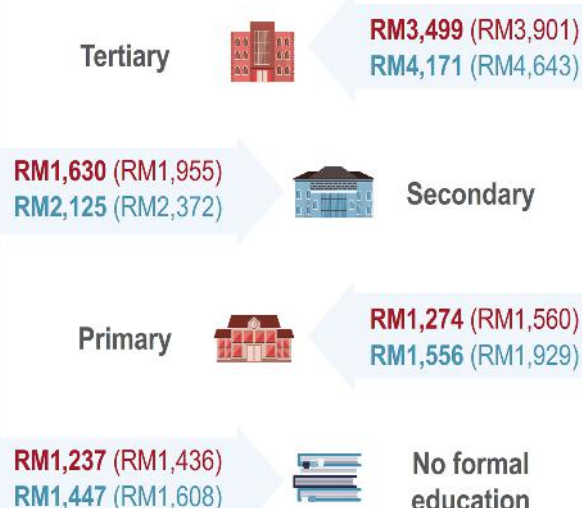 Tertiary
RM3,499 (RM3,901)
RM4,171 (RM4,643)
RM1,630 (RM1,955)
RM2,125 (RM2,372)
Secondary
Primary
RM1,274 (RM1,560)
RM1,556 (RM1,929)
RM1,237 (RM1,436)
RM1,447 (RM1,608)
No formal
education